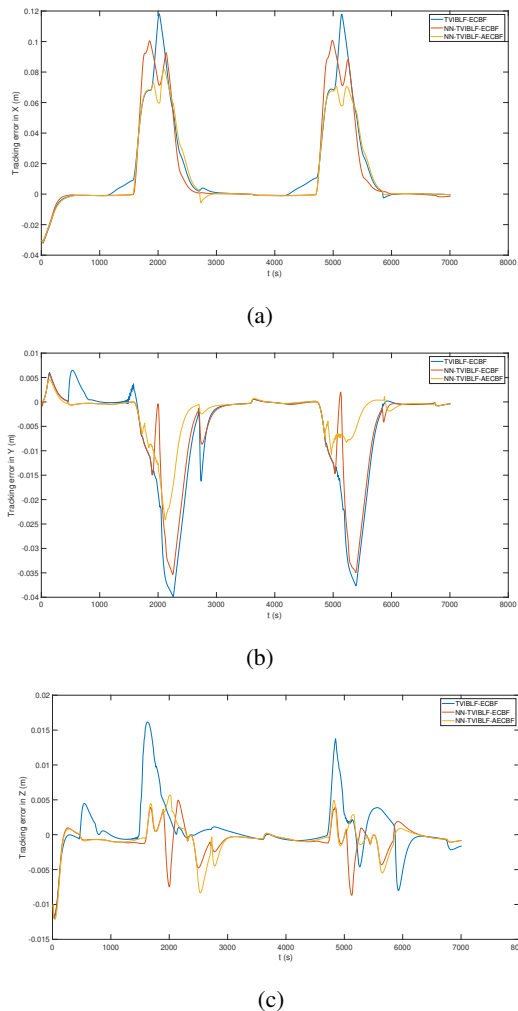 0.12
0.1
0.08
0.06
0.04
0.02
0
-0.02
-0.04
Tracking error in X (m)
TVIBLF-ECBF
NN-TVIBLF-ECBF
NN-TVIBLF-AECBF
0 1000 2000 3000 4000 5000 6000 7000 8000
t (s)
(a)
0.01
0.005
0
-0.005
-0.01
-0.015
-0.02
-0.025
-0.03
-0.035
-0.04
Tracking error in Y (m)
TVIBLF-ECBF
NN-TVIBLF-ECBF
NN-TVIBLF-AECBF
0 1000 2000 3000 4000 5000 6000 7000 8000
t (s)
(b)
0.02
0.015
0.01
0.005
0
-0.005
-0.01
-0.015
Tracking error in Z (m)
TVIBLF-ECBF
NN-TVIBLF-ECBF
NN-TVIBLF-AECBF
0 1000 2000 3000 4000 5000 6000 7000 8000
t (s)
(c)